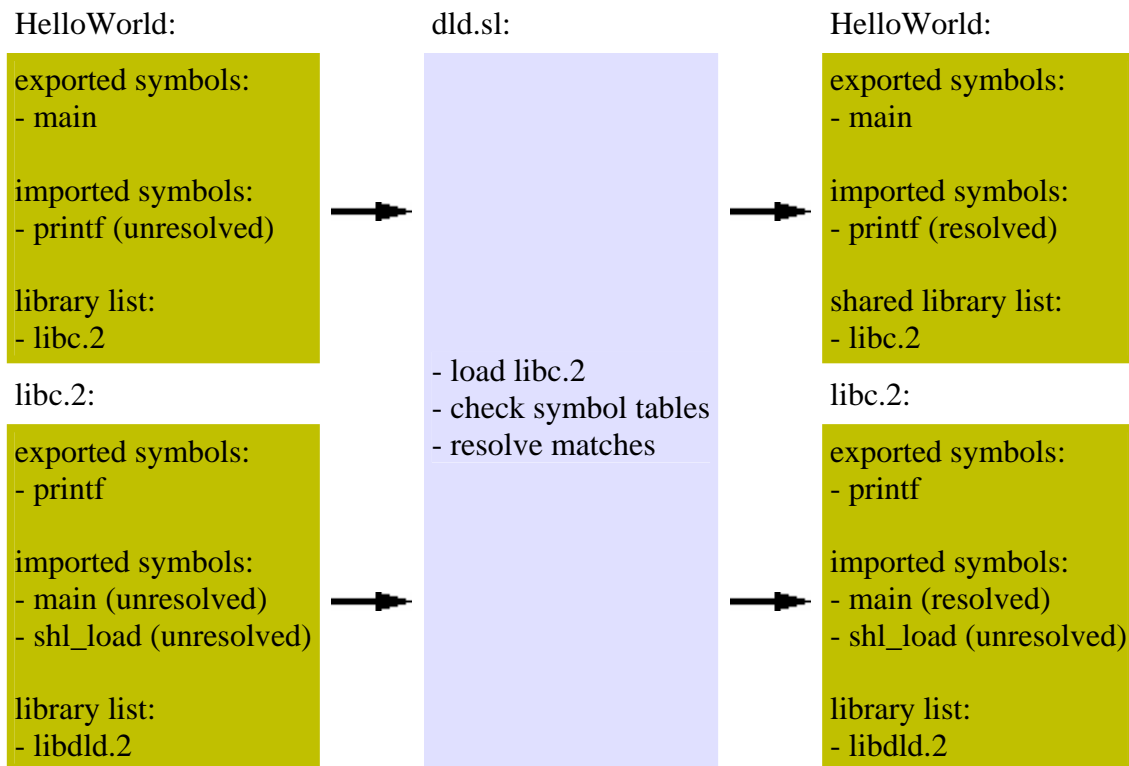 HelloWorld:
exported symbols:
- main
imported symbols:
- printf (unresolved)
library list:
- libc.2
libc.2:
exported symbols:
- printf
imported symbols:
- main (unresolved)
- shl_load (unresolved)
library list:
- libdld.2
dld.sl:
- load libc.2
- check symbol tables
- resolve matches
HelloWorld:
exported symbols:
- main
imported symbols:
- printf (resolved)
shared library list:
- libc.2
libc.2:
exported symbols:
- printf
imported symbols:
- main (resolved)
- shl_load (unresolved)
library list:
- libdld.2